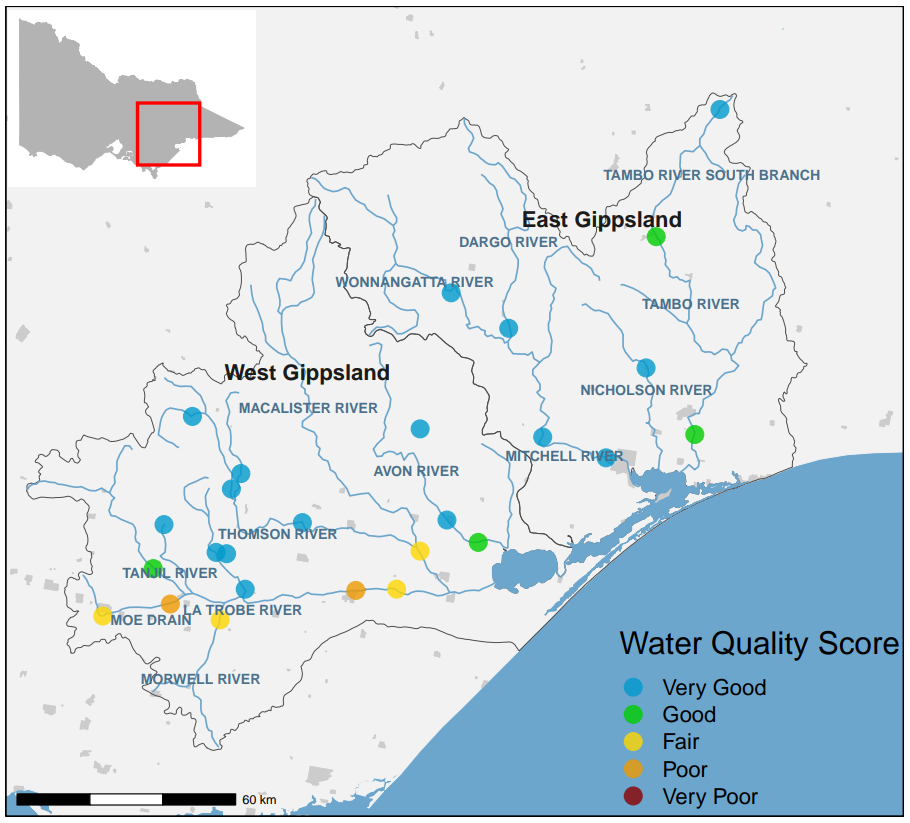 TAMBO RIVER SOUTH BRANCH
East Gippsland
DARGO RIVER
WONNANGATTA RIVER
TAMBO RIVER
West Gippsland
NICHOLSON RIVER
MACALISTER RIVER
MITCHELL RIVER
AVON RIVER
THOMSON RIVER
TANJIL RIVER
LA TROBE RIVER
MOE DRAIN
MORWELL RIVER
Water Quality Score
Very Good
Good
Fair
Poor
Very Poor
60 km